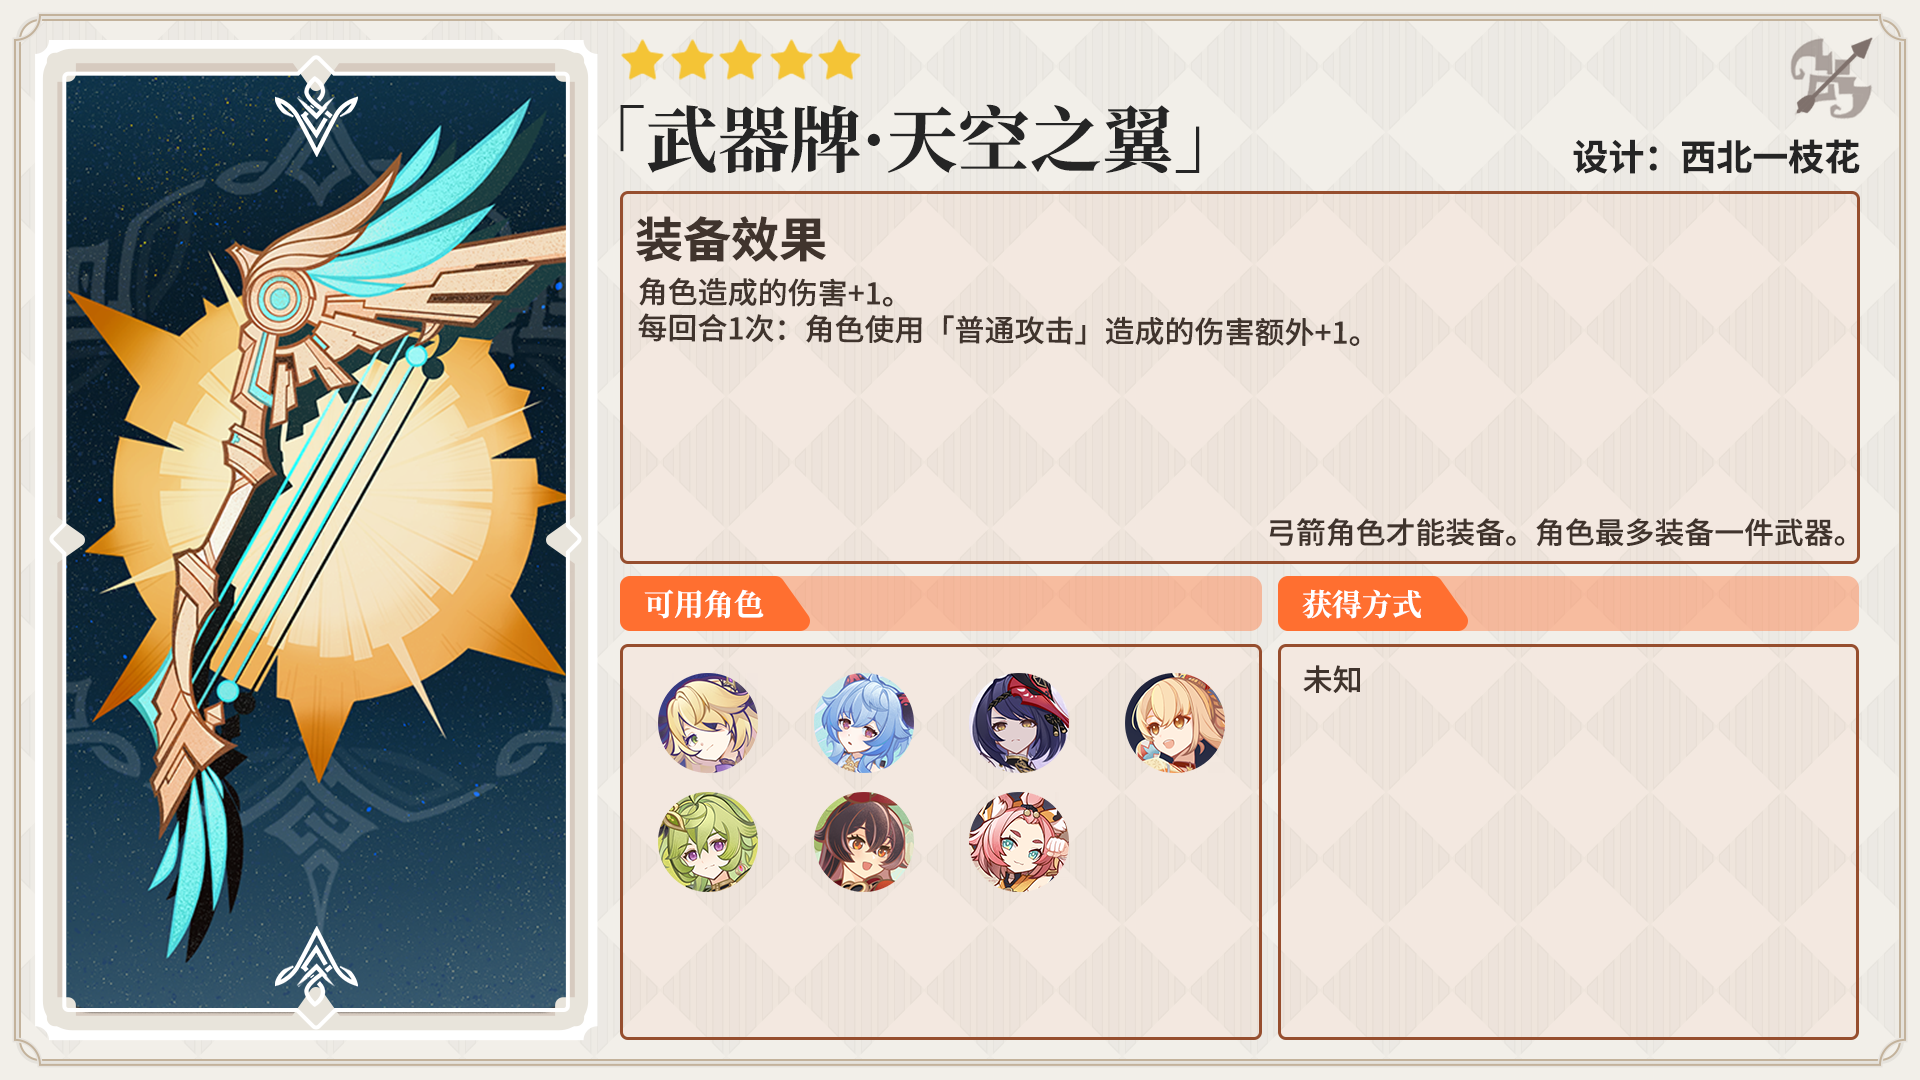 「武器牌·天空之翼」
设计：西北一枝花
装备效果
角色造成的伤害+1。
每回合1次：角色使用「普通攻击」造成的伤害额外+1。
弓箭角色才能装备。角色最多装备一件武器。
可用角色
获得方式
未知